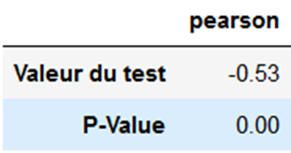 pearson
Valeur du test -0.53
P-Value 0.00